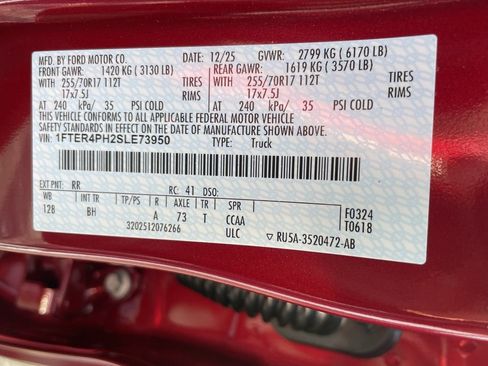 MFD. BY FORD MOTOR CO. 12/25 GVWR: 2799 KG ( 6170 LB)
FRONT GAWR: 1420 KG ( 3130 LB) REAR GAWR: 1619 KG ( 3570 LB)
WITH 255/70R17 112T TIRES WITH 255/70R17 112T TIRES
17x7.5J RIMS 17x7.5J RIMS
AT 240 kPa/ 35 PSI COLD AT 240 kPa/ 35 PSI COLD
THIS VEHICLE CONFORMS TO ALL APPLICABLE FEDERAL MOTOR VEHICLE
SAFETY STANDARDS IN EFFECT ON THE DATE OF MANUFACTURE SHOWN ABOVE.
VIN: 1FTER4PH2SLE73950 TYPE: Truck
EXT PNT: RR RC: 41 DSO:
WB TP/PS R AXLE TR SPR F0324
128 BH A 73 T CCAA T0618
3202512076266 ULC ▽ RU5A-3520472-AB